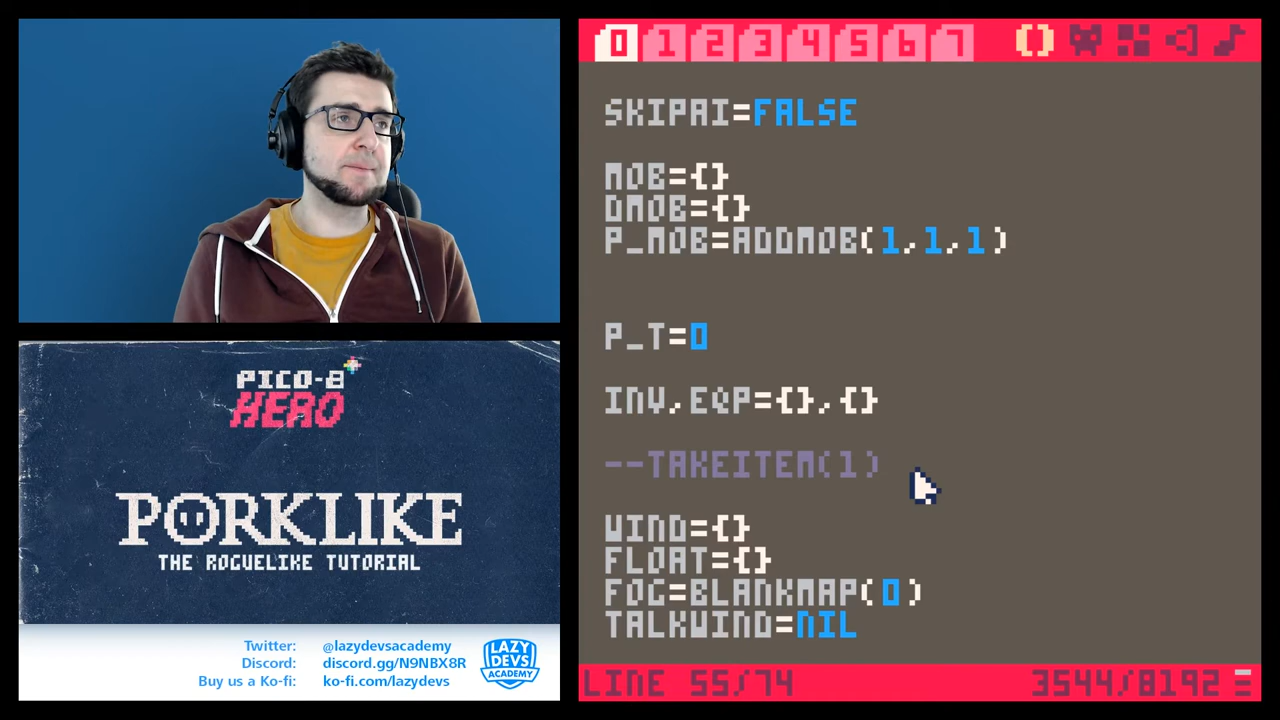 PICO-8
HERO
PORKLIKE
THE ROGUELIKE TUTORIAL
Twitter: @lazydevsacademy
Discord: discord.gg/N9NBX8R
Buy us a Ko-fi: ko-fi.com/lazydevs
LAZY
DEVS
ACADEMY
0 1 2 3 4 5 6 7
SKIPAI=FALSE
MOB={}
DMOB={}
P_MOB=ADDMOB(1,1,1)
P_T=0
INV,EQP={},{}
--TAKEITEM(1)
WIND={}
FLOAT={}
FOG=BLANKMAP(0)
TALKWIND=NIL
LINE 55/74 3544/8192